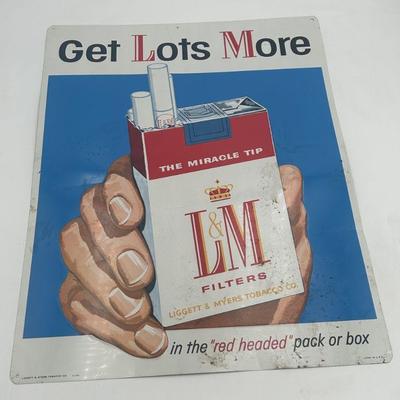 Get Lots More
THE MIRACLE TIP
L&M
FILTERS
LIGGETT & MYERS TOBACCO CO.
in the "red headed" pack or box